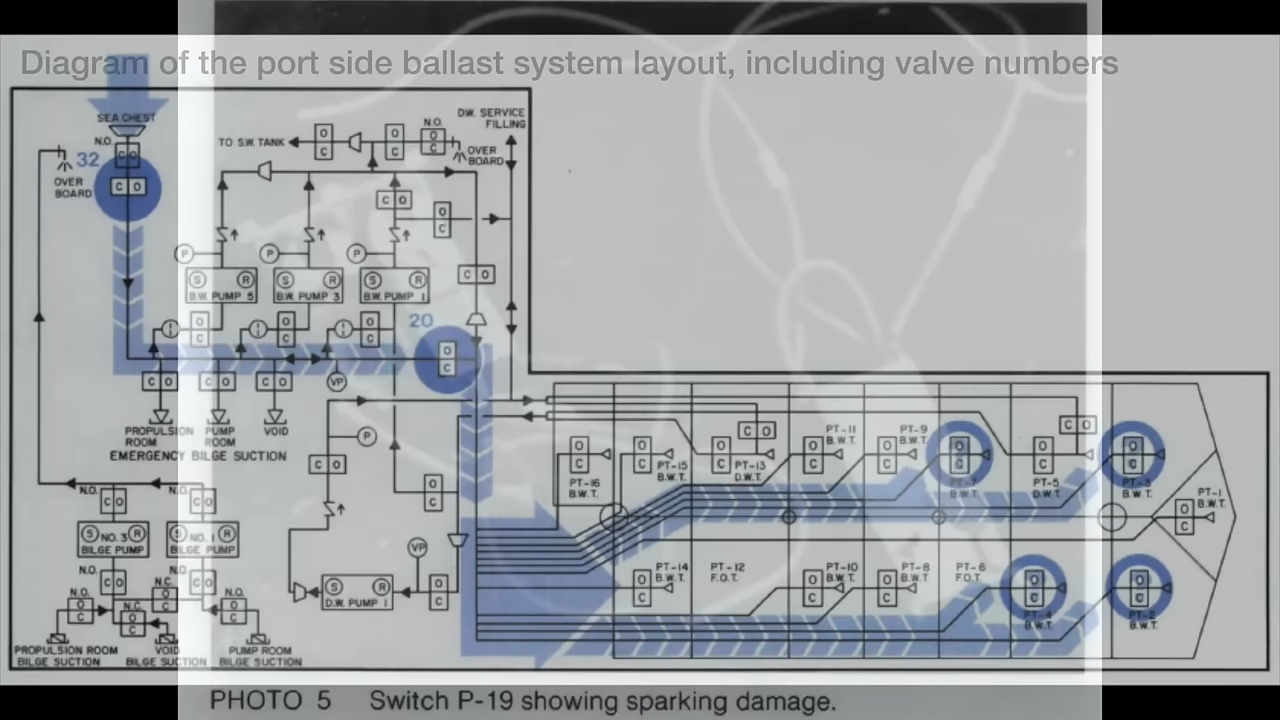 Diagram of the port side ballast system layout, including valve numbers
SEA CHEST
N.O.
C O
32
C O
OVER
BOARD
TO S.W. TANK
O
C
O
C
N.O.
O
C
OVER
BOARD
D.W. SERVICE
FILLING
C O
O
C
P
P
P
C O
S R
B.W. PUMP 5
S R
B.W. PUMP 3
S R
B.W. PUMP 1
20
I
O
C
I
O
C
I
O
C
O
C
C O
C O
C O
VP
PROPULSION
ROOM
PUMP
ROOM
VOID
EMERGENCY BILGE SUCTION
P
C O
O
C
N.O.
C O
N.O.
C O
S NO. 3 R
BILGE PUMP
S NO. 1 R
BILGE PUMP
N.O.
C O
N.C.
O
C
N.O.
C O
N.O.
O
C
N.C.
O
C
N.O.
O
C
PROPULSION ROOM
BILGE SUCTION
VOID
BILGE SUCTION
PUMP ROOM
BILGE SUCTION
VP
S R
D.W. PUMP 1
O
C
C O
C O
O
C
PT-16
B.W.T.
O
C
PT-15
B.W.T.
O
C
PT-13
D.W.T.
O
C
PT-11
B.W.T.
O
C
PT-9
B.W.T.
O
C
PT-7
B.W.T.
O
C
PT-5
D.W.T.
O
C
PT-3
B.W.T.
O
C
PT-1
B.W.T.
O
C
PT-14
B.W.T.
PT-12
F.O.T.
O
C
PT-10
B.W.T.
O
C
PT-8
B.W.T.
PT-6
F.O.T.
O
C
PT-4
B.W.T.
O
C
PT-2
B.W.T.
PHOTO 5 Switch P-19 showing sparking damage.